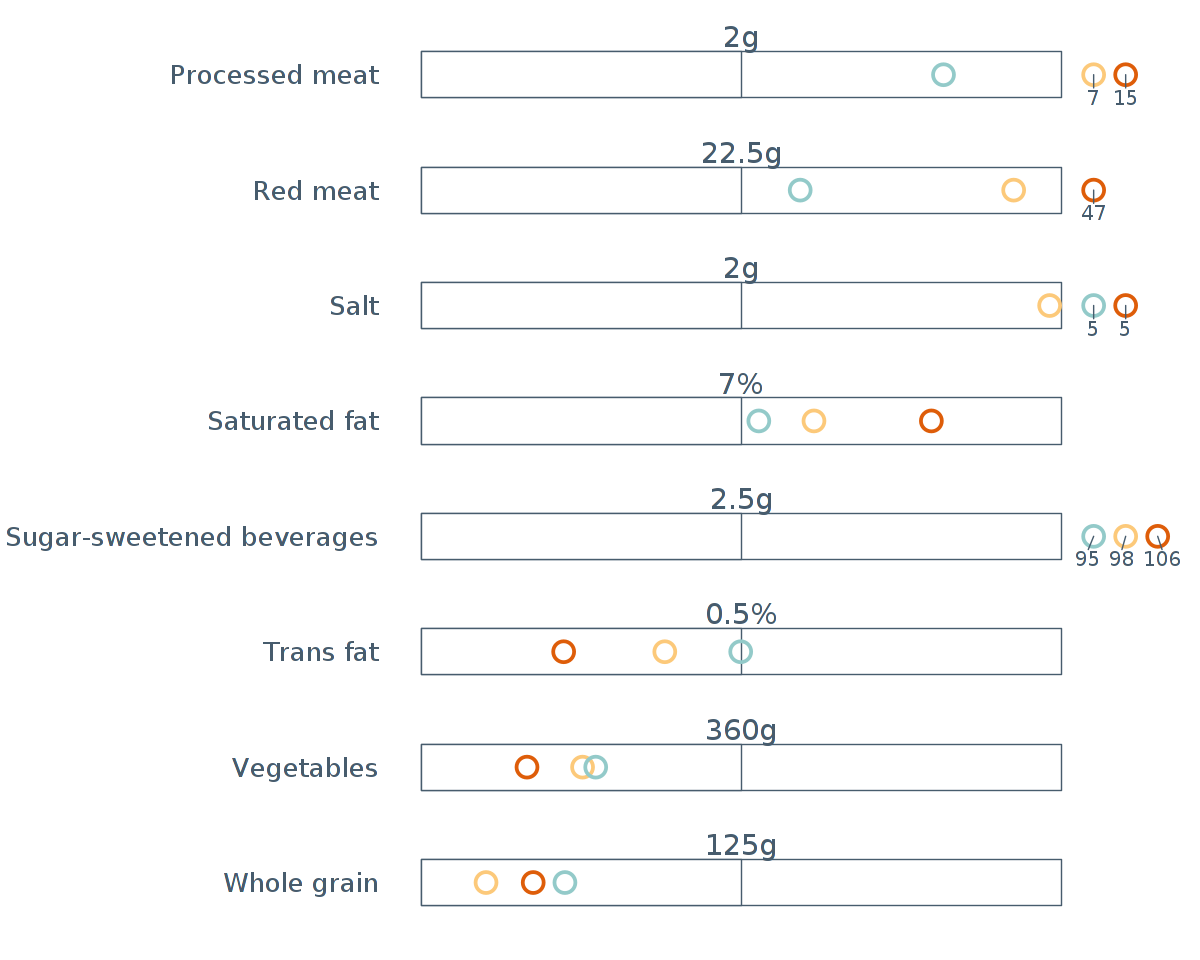 2g
Processed meat
7 15
22.5g
Red meat
47
2g
Salt
5 5
7%
Saturated fat
2.5g
Sugar-sweetened beverages
95 98 106
0.5%
Trans fat
360g
Vegetables
125g
Whole grain